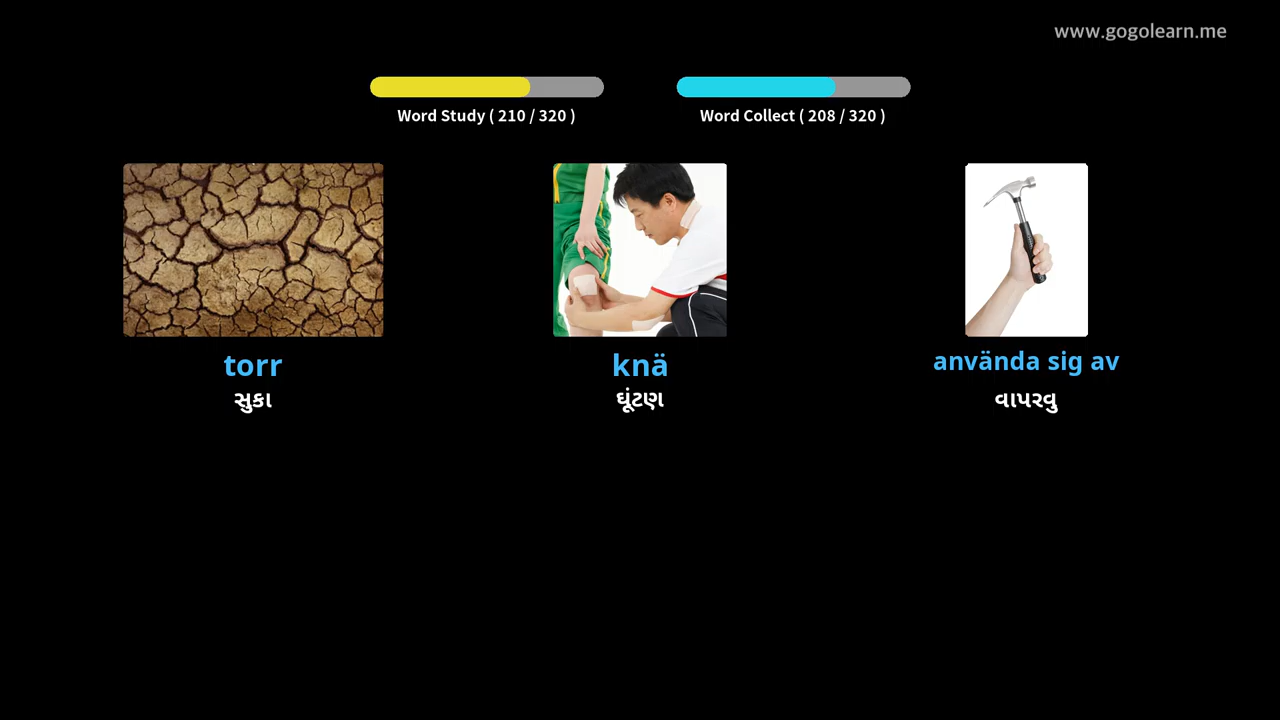 www.gogolearn.me
Word Study ( 210 / 320 )
Word Collect ( 208 / 320 )
torr
knä
använda sig av
સુકા
ઘૂંટણ
વાપરવુ